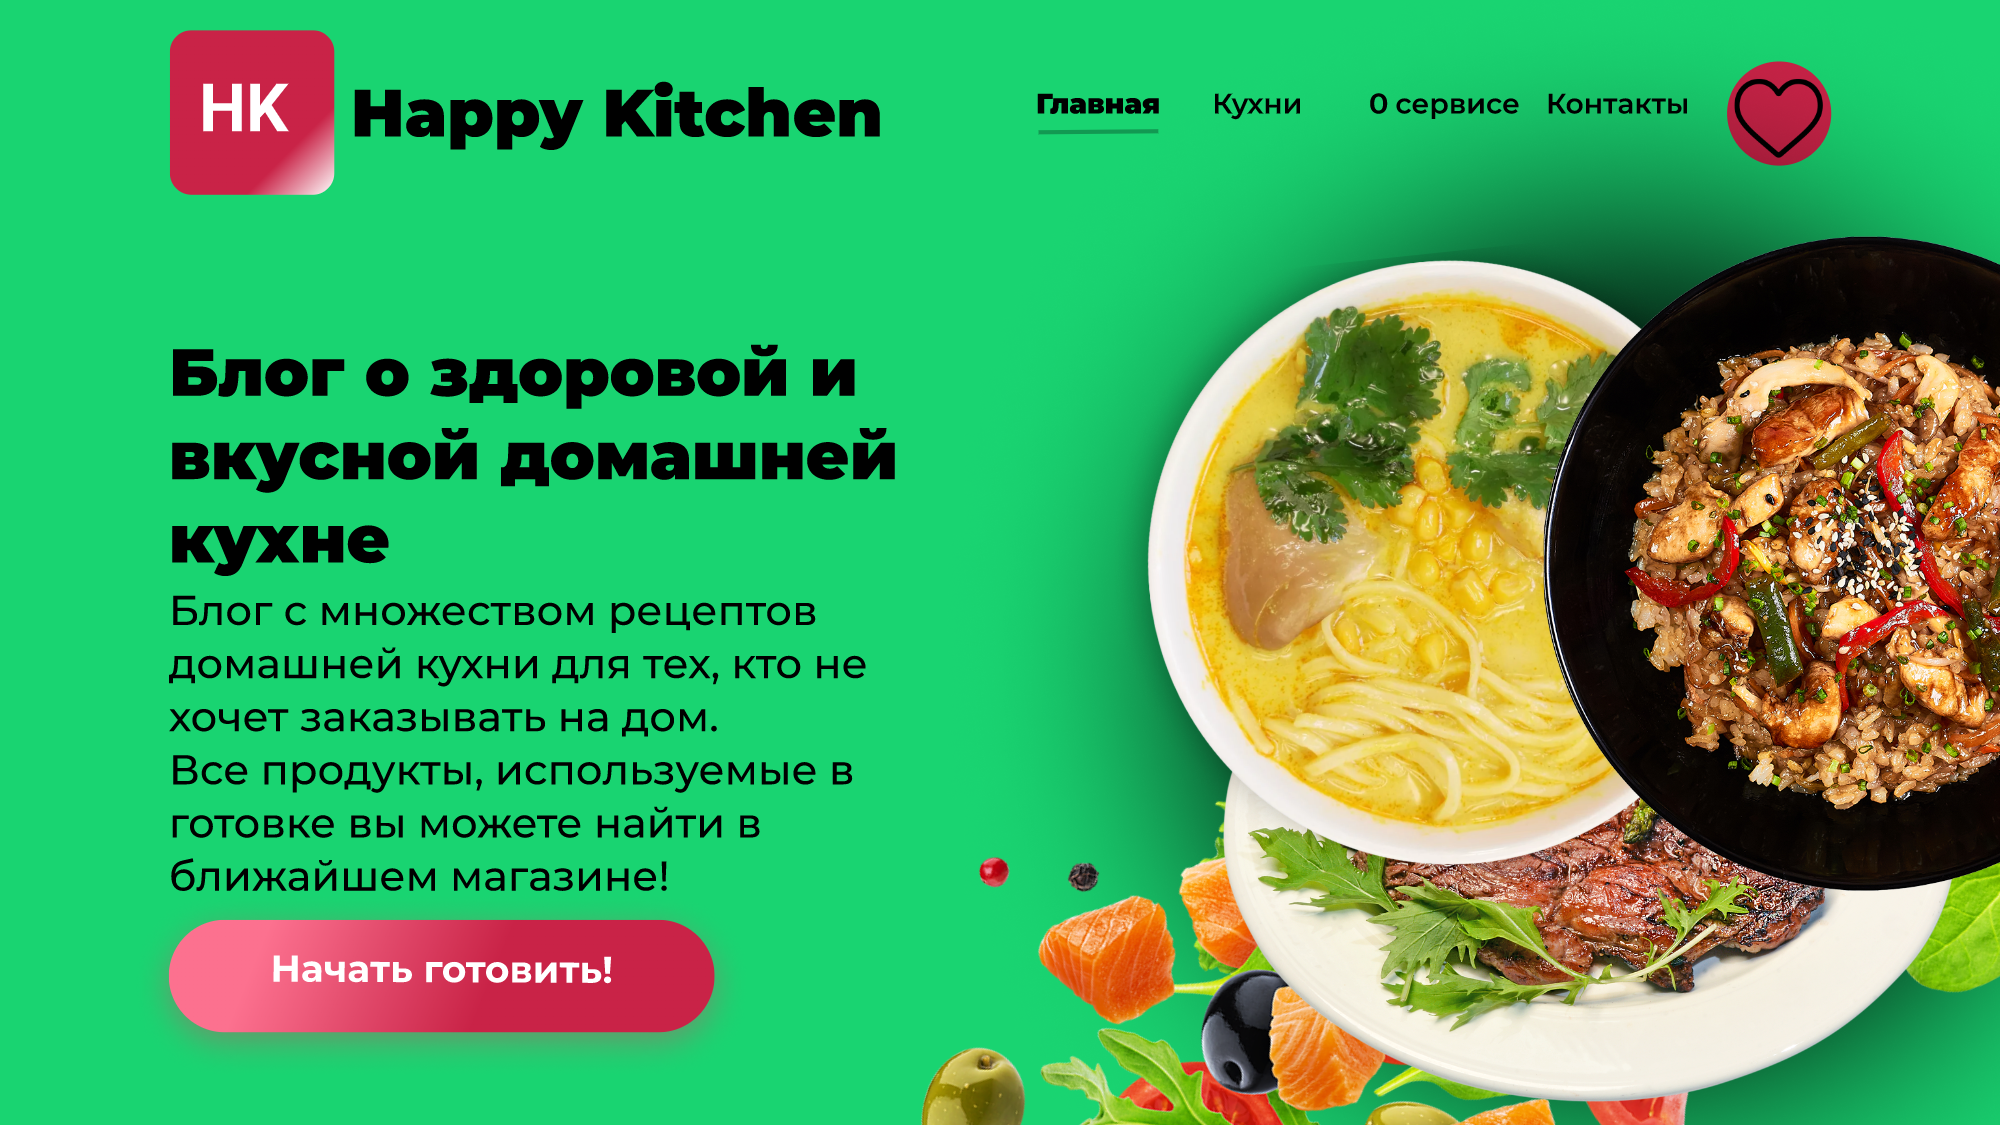 HK
Happy Kitchen
Главная
Кухни
0 сервисе
Контакты
Блог о здоровой и
вкусной домашней
кухне
Блог с множеством рецептов
домашней кухни для тех, кто не
хочет заказывать на дом.
Все продукты, используемые в
готовке вы можете найти в
ближайшем магазине!
Начать готовить!